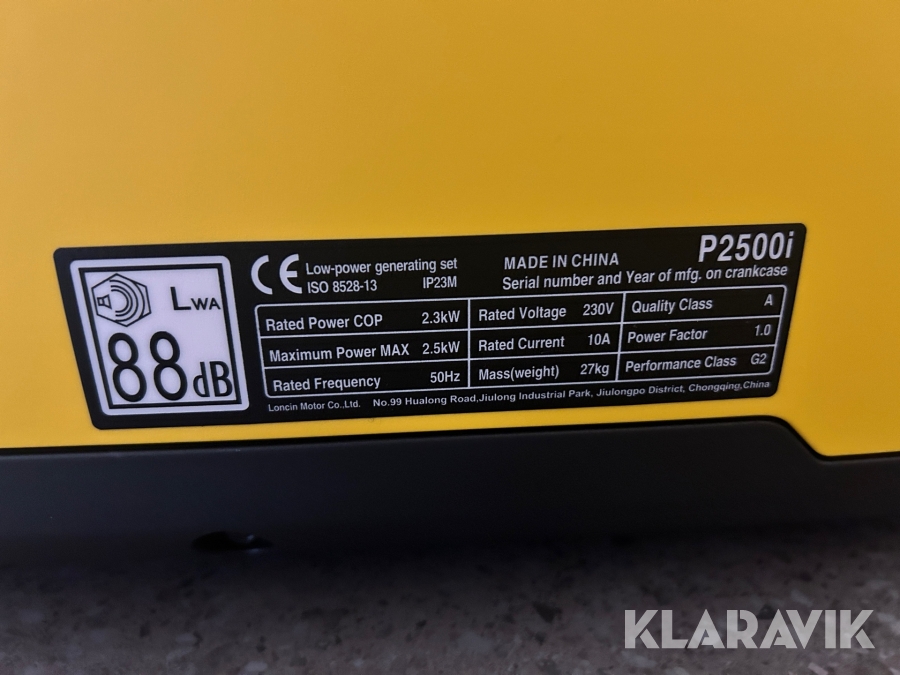 LWA
88dB
CE
Low-power generating set
ISO 8528-13 IP23M
MADE IN CHINA
P2500i
Serial number and Year of mfg. on crankcase
Rated Power COP 2.3kW
Rated Voltage 230V
Quality Class A
Maximum Power MAX 2.5kW
Rated Current 10A
Power Factor 1.0
Rated Frequency 50Hz
Mass(weight) 27kg
Performance Class G2
Loncin Motor Co.,Ltd. No.99 Hualong Road,Jiulong Industrial Park, Jiulongpo District, Chongqing,China
KLARAVIK